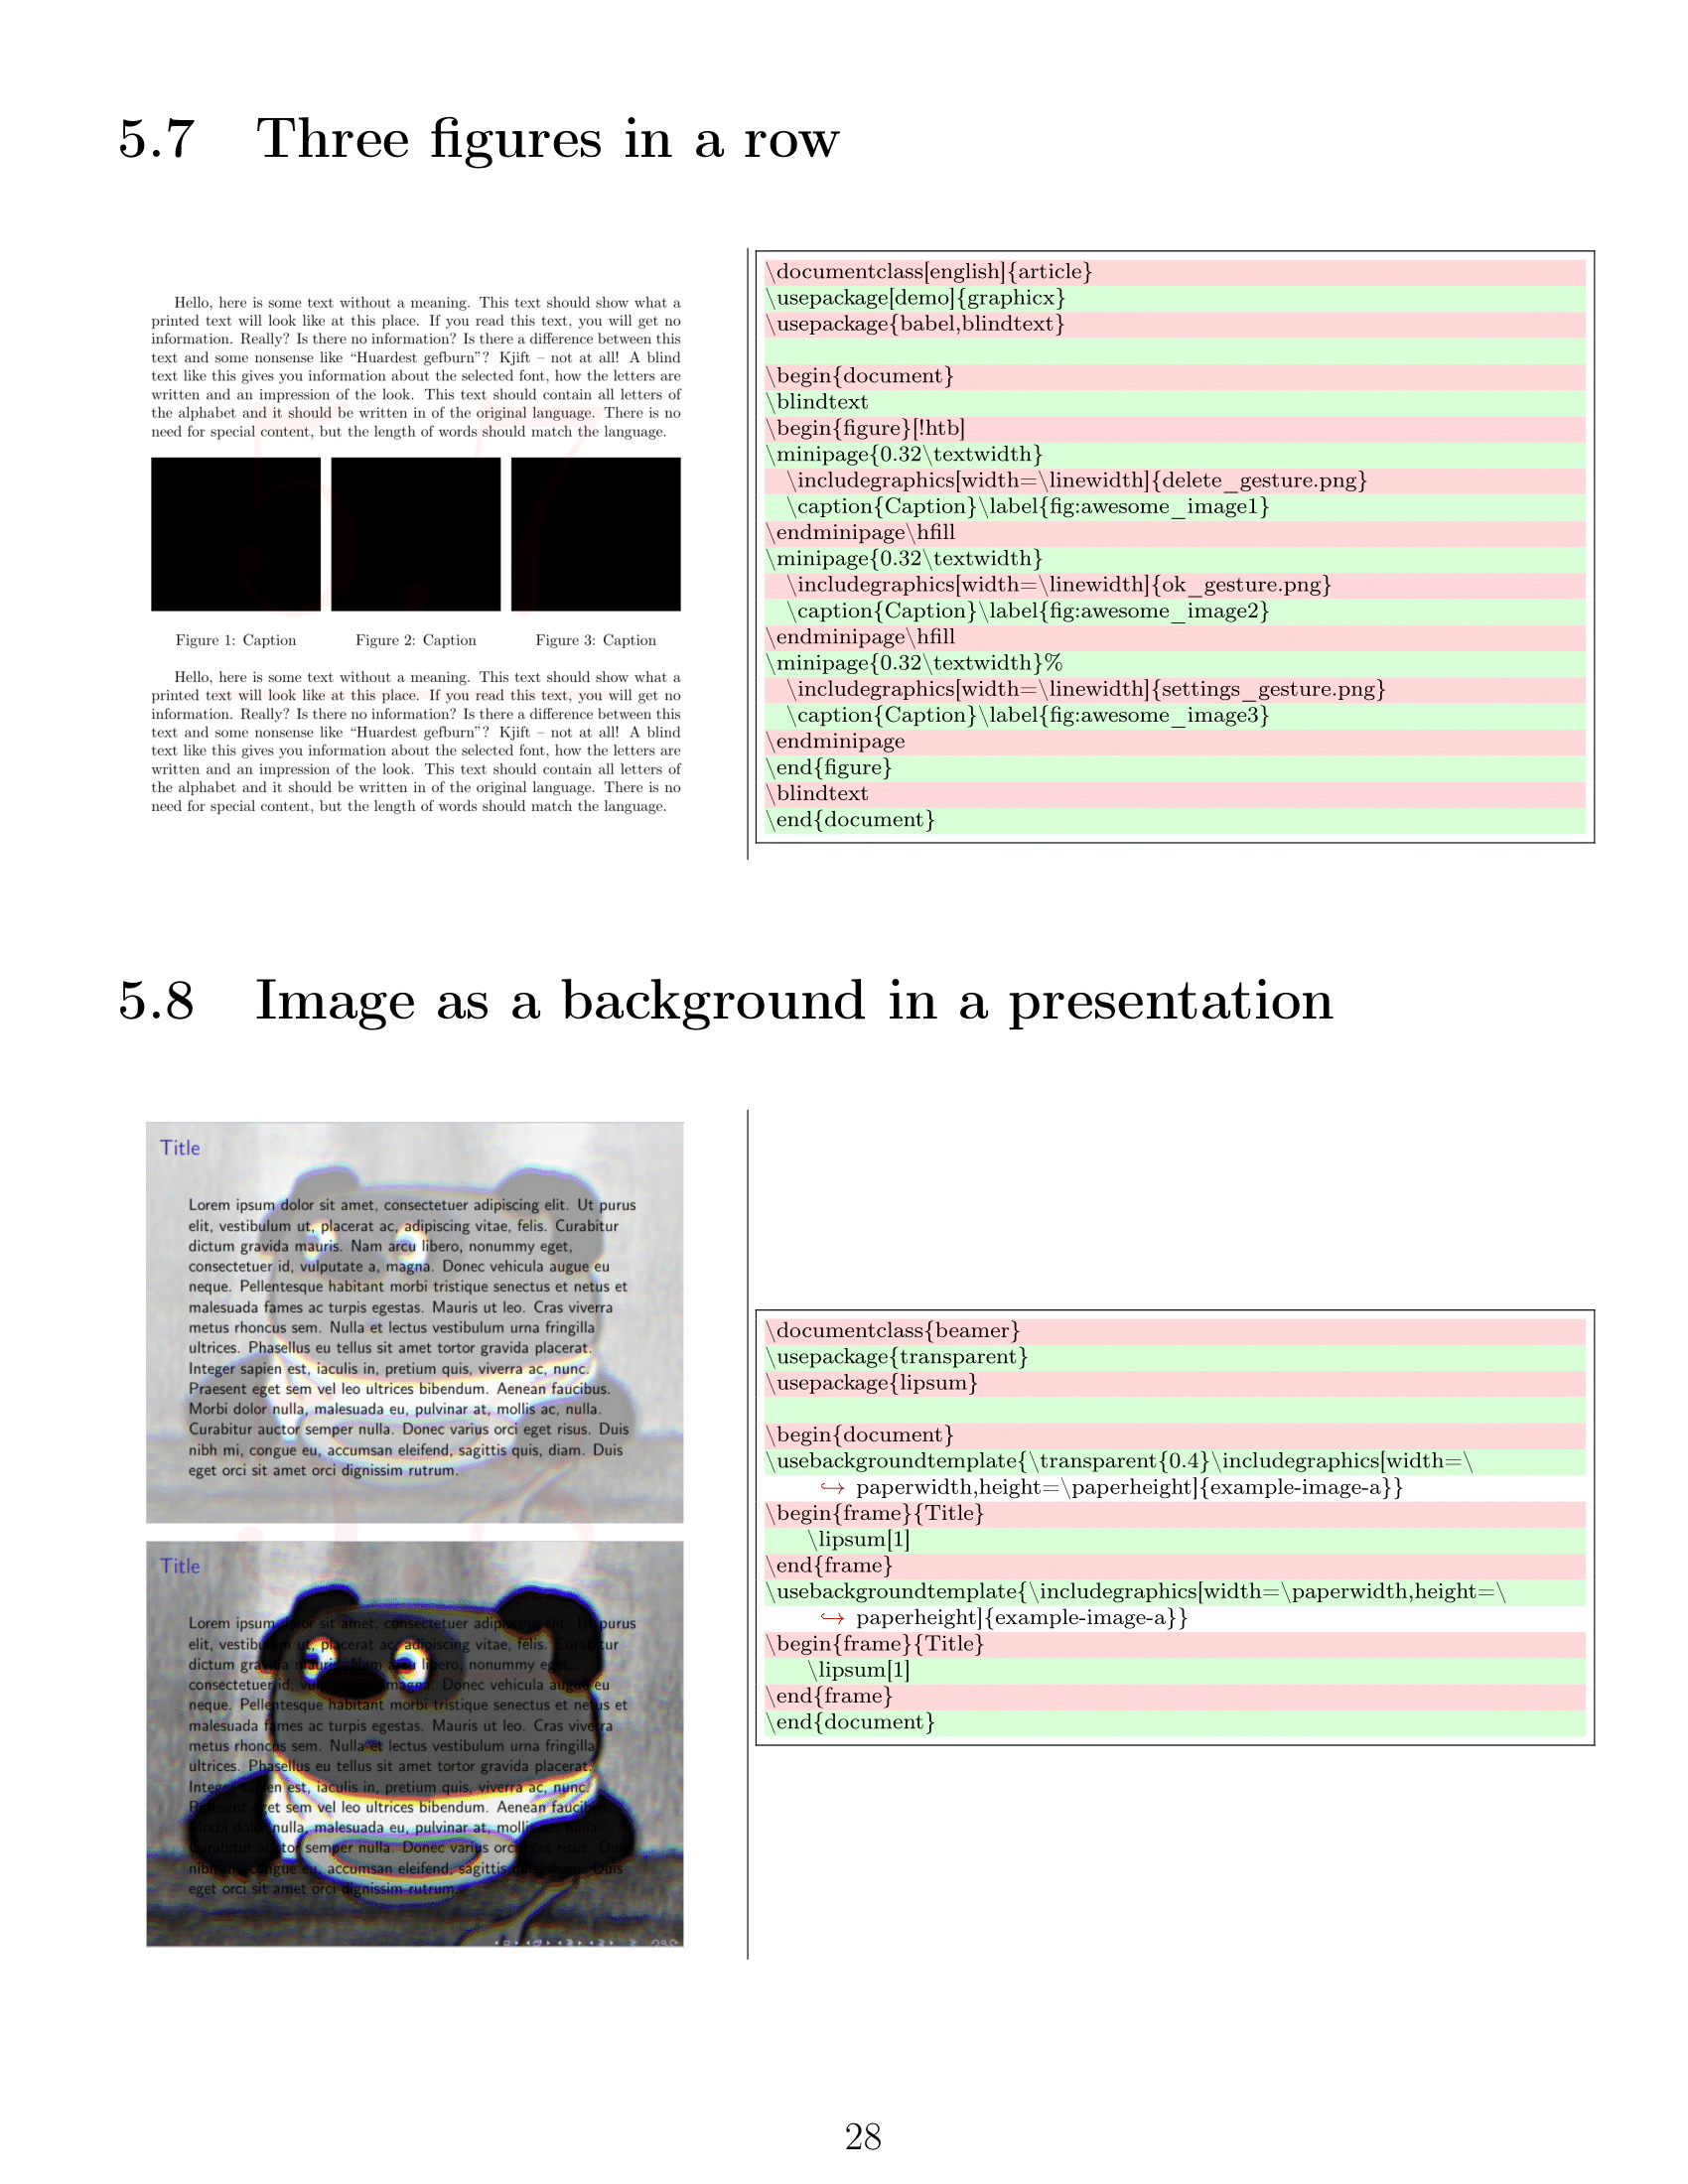 5.7 Three figures in a row
Hello, here is some text without a meaning. This text should show what a
printed text will look like at this place. If you read this text, you will get no
information. Really? Is there no information? Is there a difference between this
text and some nonsense like “Huardest gefburn”? Kjift – not at all! A blind
text like this gives you information about the selected font, how the letters are
written and an impression of the look. This text should contain all letters of
the alphabet and it should be written in of the original language. There is no
need for special content, but the length of words should match the language.
Figure 1: Caption Figure 2: Caption Figure 3: Caption
Hello, here is some text without a meaning. This text should show what a
printed text will look like at this place. If you read this text, you will get no
information. Really? Is there no information? Is there a difference between this
text and some nonsense like “Huardest gefburn”? Kjift – not at all! A blind
text like this gives you information about the selected font, how the letters are
written and an impression of the look. This text should contain all letters of
the alphabet and it should be written in of the original language. There is no
need for special content, but the length of words should match the language.
5.7
\documentclass[english]{article}
\usepackage[demo]{graphicx}
\usepackage{babel,blindtext}
\begin{document}
\blindtext
\begin{figure}[!htb]
\minipage{0.32\textwidth}
\includegraphics[width=\linewidth]{delete_gesture.png}
\caption{Caption}\label{fig:awesome_image1}
\endminipage\hfill
\minipage{0.32\textwidth}
\includegraphics[width=\linewidth]{ok_gesture.png}
\caption{Caption}\label{fig:awesome_image2}
\endminipage\hfill
\minipage{0.32\textwidth}%
\includegraphics[width=\linewidth]{settings_gesture.png}
\caption{Caption}\label{fig:awesome_image3}
\endminipage
\end{figure}
\blindtext
\end{document}
5.8 Image as a background in a presentation
Title
Lorem ipsum dolor sit amet, consectetuer adipiscing elit. Ut purus
elit, vestibulum ut, placerat ac, adipiscing vitae, felis. Curabitur
dictum gravida mauris. Nam arcu libero, nonummy eget,
consectetuer id, vulputate a, magna. Donec vehicula augue eu
neque. Pellentesque habitant morbi tristique senectus et netus et
malesuada fames ac turpis egestas. Mauris ut leo. Cras viverra
metus rhoncus sem. Nulla et lectus vestibulum urna fringilla
ultrices. Phasellus eu tellus sit amet tortor gravida placerat.
Integer sapien est, iaculis in, pretium quis, viverra ac, nunc.
Praesent eget sem vel leo ultrices bibendum. Aenean faucibus.
Morbi dolor nulla, malesuada eu, pulvinar at, mollis ac, nulla.
Curabitur auctor semper nulla. Donec varius orci eget risus. Duis
nibh mi, congue eu, accumsan eleifend, sagittis quis, diam. Duis
eget orci sit amet orci dignissim rutrum.
Title
Lorem ipsum dolor sit amet, consectetuer adipiscing elit. Ut purus
elit, vestibulum ut, placerat ac, adipiscing vitae, felis. Curabitur
dictum gravida mauris. Nam arcu libero, nonummy eget,
consectetuer id, magna. Donec vehicula augue eu
neque. Pellentesque habitant morbi tristique senectus et netus et
malesuada fames ac turpis egestas. Mauris ut leo. Cras viverra
metus rhoncus sem. Nulla et lectus vestibulum urna fringilla
ultrices. Phasellus eu tellus sit amet tortor gravida placerat.
Integer sapien est, iaculis in, pretium quis, viverra ac, nunc.
Praesent eget sem vel leo ultrices bibendum. Aenean faucibus.
Morbi dolor nulla, malesuada eu, pulvinar at, mollis nulla.
Curabitur auctor semper nulla. Donec varius orci eget risus. Duis
nibh congue eu, accumsan eleifend, sagittis diam. Duis
eget orci sit amet orci dignissim rutrum.
5.8
\documentclass{beamer}
\usepackage{transparent}
\usepackage{lipsum}
\begin{document}
\usebackgroundtemplate{\transparent{0.4}\includegraphics[width=\
↪ paperwidth,height=\paperheight]{example-image-a}}
\begin{frame}{Title}
\lipsum[1]
\end{frame}
\usebackgroundtemplate{\includegraphics[width=\paperwidth,height=\
↪ paperheight]{example-image-a}}
\begin{frame}{Title}
\lipsum[1]
\end{frame}
\end{document}
28